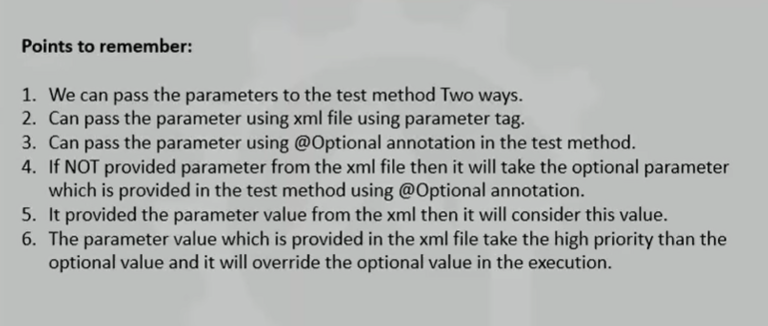 Points to remember:
1. We can pass the parameters to the test method Two ways.
2. Can pass the parameter using xml file using parameter tag.
3. Can pass the parameter using @Optional annotation in the test method.
4. If NOT provided parameter from the xml file then it will take the optional parameter
which is provided in the test method using @Optional annotation.
5. It provided the parameter value from the xml then it will consider this value.
6. The parameter value which is provided in the xml file take the high priority than the
optional value and it will override the optional value in the execution.